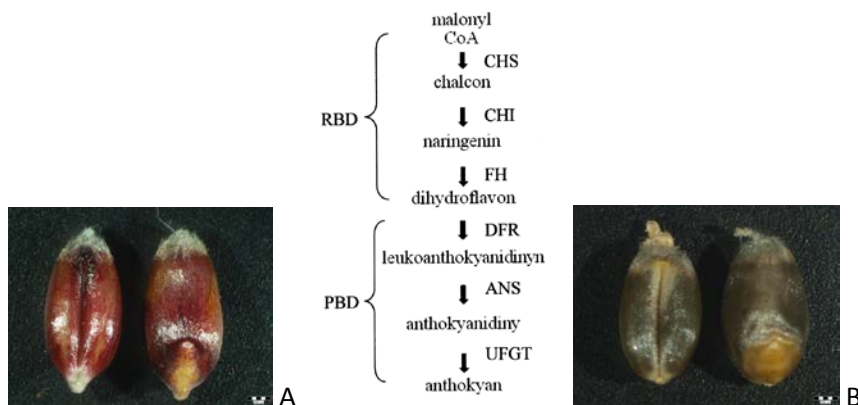 malonyl
CoA
CHS
chalcon
CHI
RBD
naringenin
FH
dihydroflavon
DFR
leukoanthokyanidinyn
ANS
PBD
anthokyanidiny
UFGT
anthokyan
A
B